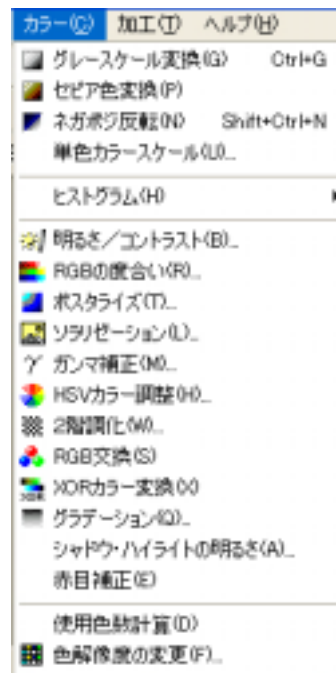 カラー(C) 加工(T) ヘルプ(H)
グレースケール変換(G) Ctrl+G
セピア色変換(P)
ネガポジ反転(N) Shift+Ctrl+N
単色カラースケール(U)...
ヒストグラム(H)
明るさ／コントラスト(B)...
RGBの度合い(R)...
ポスタライズ(T)...
ソラリゼーション(L)...
ガンマ補正(M)...
HSVカラー調整(H)...
2階調化(W)...
RGB交換(S)
XORカラー変換(X)
グラデーション(Q)...
シャドウ・ハイライトの明るさ(A)...
赤目補正(E)
使用色数計算(D)
色解像度の変更(F)...